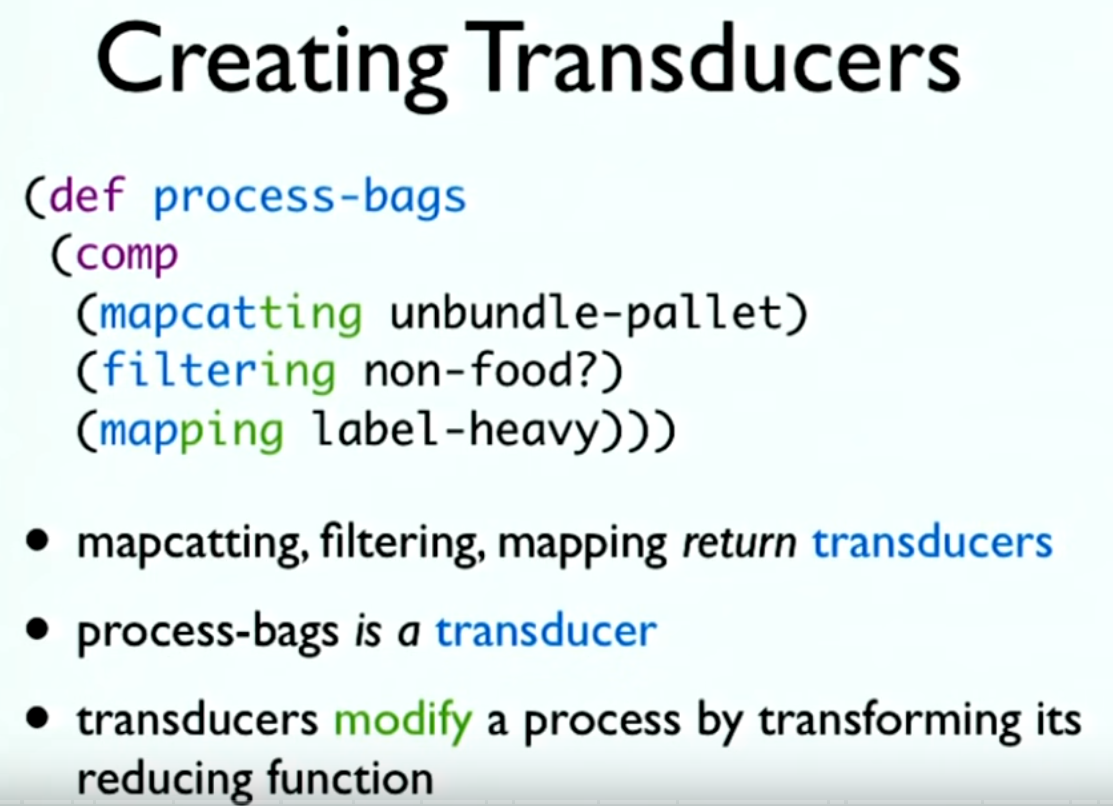 Creating Transducers
(def process-bags
(comp
(mapcatting unbundle-pallet)
(filtering non-food?)
(mapping label-heavy)))
• mapcatting, filtering, mapping return transducers
• process-bags is a transducer
• transducers modify a process by transforming its
reducing function